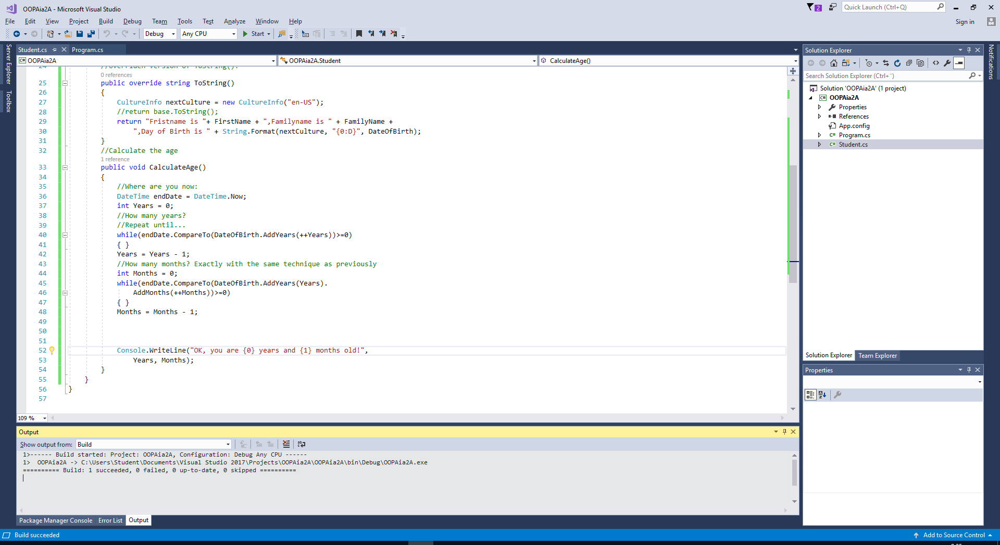 OOPAia2A - Microsoft Visual Studio
2
Quick Launch (Ctrl+Q)
File Edit View Project Build Debug Team Tools Test Analyze Window Help
Sign in
Debug Any CPU Start
Server Explorer
Toolbox
Notifications
Student.cs Program.cs
OOPAia2A OOPAia2A.Student CalculateAge()
24 //Overriden version of ToString().
0 references
25 public override string ToString()
26 {
27 CultureInfo nextCulture = new CultureInfo("en-US");
28 //return base.ToString();
29 return "Fristname is "+ FirstName + ",Familyname is " + FamilyName +
30 ",Day of Birth is " + String.Format(nextCulture, "{0:D}", DateOfBirth);
31 }
32 //Calculate the age
1 reference
33 public void CalculateAge()
34 {
35 //Where are you now:
36 DateTime endDate = DateTime.Now;
37 int Years = 0;
38 //How many years?
39 //Repeat until...
40 while(endDate.CompareTo(DateOfBirth.AddYears(++Years))>=0)
41 { }
42 Years = Years - 1;
43 //How many months? Exactly with the same technique as previously
44 int Months = 0;
45 while(endDate.CompareTo(DateOfBirth.AddYears(Years).
46 AddMonths(++Months))>=0)
47 { }
48 Months = Months - 1;
49
50
51
52 Console.WriteLine("OK, you are {0} years and {1} months old!",
53 Years, Months);
54 }
55 }
56 }
57
109 %
Solution Explorer
Search Solution Explorer (Ctrl+¨)
Solution 'OOPAia2A' (1 project)
OOPAia2A
Properties
References
App.config
Program.cs
Student.cs
Solution Explorer Team Explorer
Properties
Output
Show output from: Build
1>------ Build started: Project: OOPAia2A, Configuration: Debug Any CPU ------
1> OOPAia2A -> C:\Users\Student\Documents\Visual Studio 2017\Projects\OOPAia2A\OOPAia2A\bin\Debug\OOPAia2A.exe
========== Build: 1 succeeded, 0 failed, 0 up-to-date, 0 skipped ==========
Package Manager Console Error List Output
Build succeeded
Add to Source Control